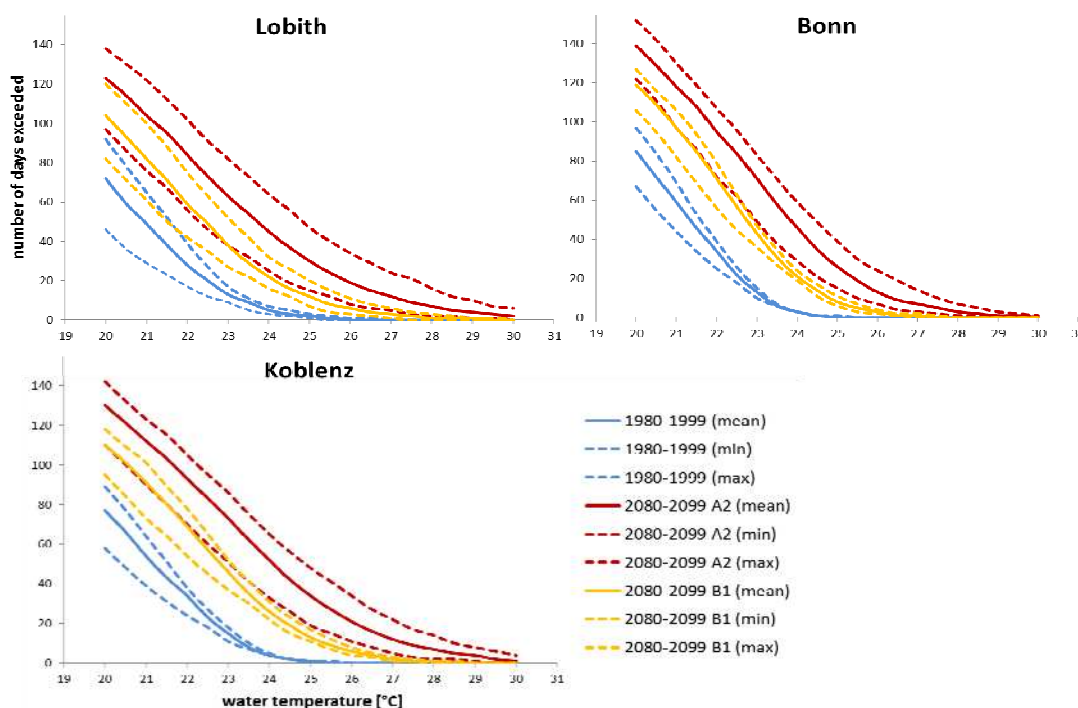 Lobith
number of days exceeded
140
120
100
80
60
40
20
0
19 20 21 22 23 24 25 26 27 28 29 30 31
Bonn
140
120
100
80
60
40
20
0
19 20 21 22 23 24 25 26 27 28 29 30 3
Koblenz
140
120
100
80
60
40
20
0
19 20 21 22 23 24 25 26 27 28 29 30 31
water temperature [°C]
1980-1999 (mean)
1980-1999 (min)
1980-1999 (max)
2080-2099 A2 (mean)
2080-2099 A2 (min)
2080-2099 A2 (max)
2080-2099 B1 (mean)
2080-2099 B1 (min)
2080-2099 B1 (max)